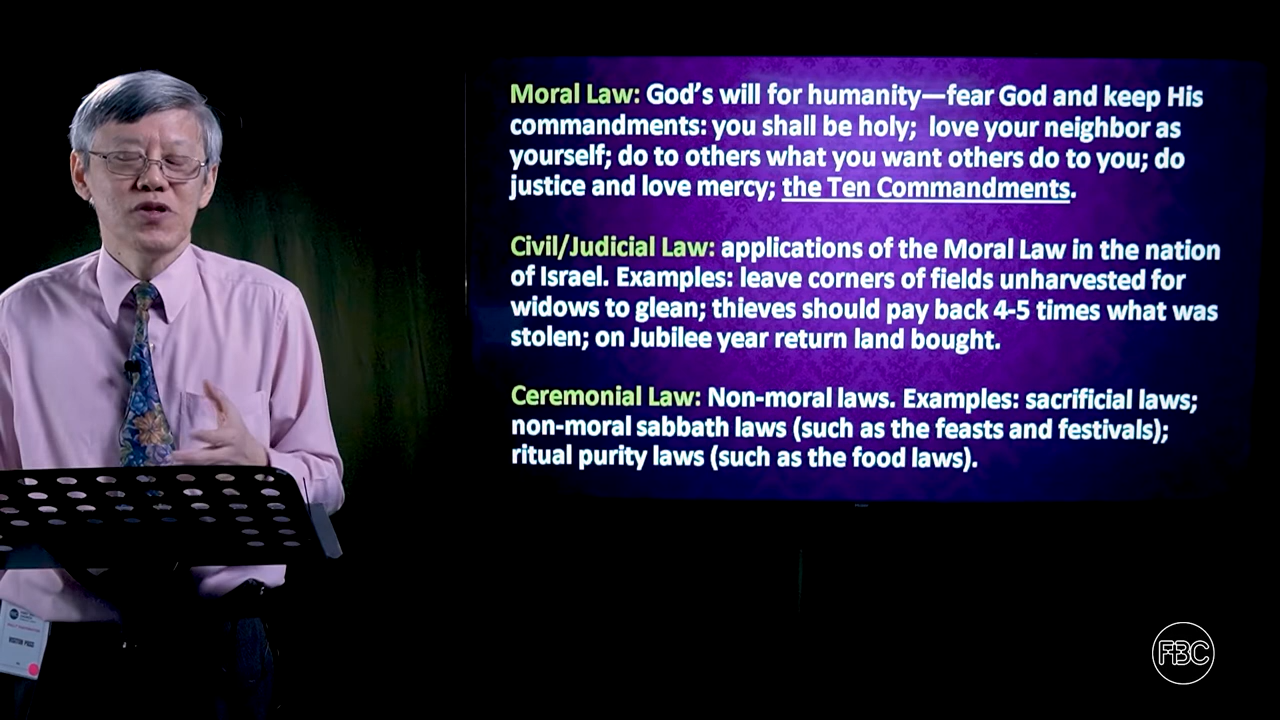 Moral Law: God's will for humanity—fear God and keep His
commandments: you shall be holy;  love your neighbor as
yourself; do to others what you want others do to you; do
justice and love mercy; the Ten Commandments.
Civil/Judicial Law: applications of the Moral Law in the nation
of Israel. Examples: leave corners of fields unharvested for
widows to glean; thieves should pay back 4-5 times what was
stolen; on Jubilee year return land bought.
Ceremonial Law: Non-moral laws. Examples: sacrificial laws;
non-moral sabbath laws (such as the feasts and festivals);
ritual purity laws (such as the food laws).
VISITOR PASS
FBC